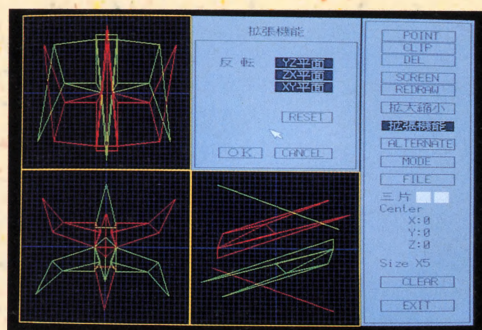 拡張機能
反転 YZ平面
ZX平面
XY平面
RESET
OK CANCEL
POINT
CLIP
DEL
SCREEN
REDRAW
拡大縮小
拡張機能
ALTERNATE
MODE
FILE
三片
Center
X:0
Y:0
Z:0
Size X5
CLEAR
EXIT